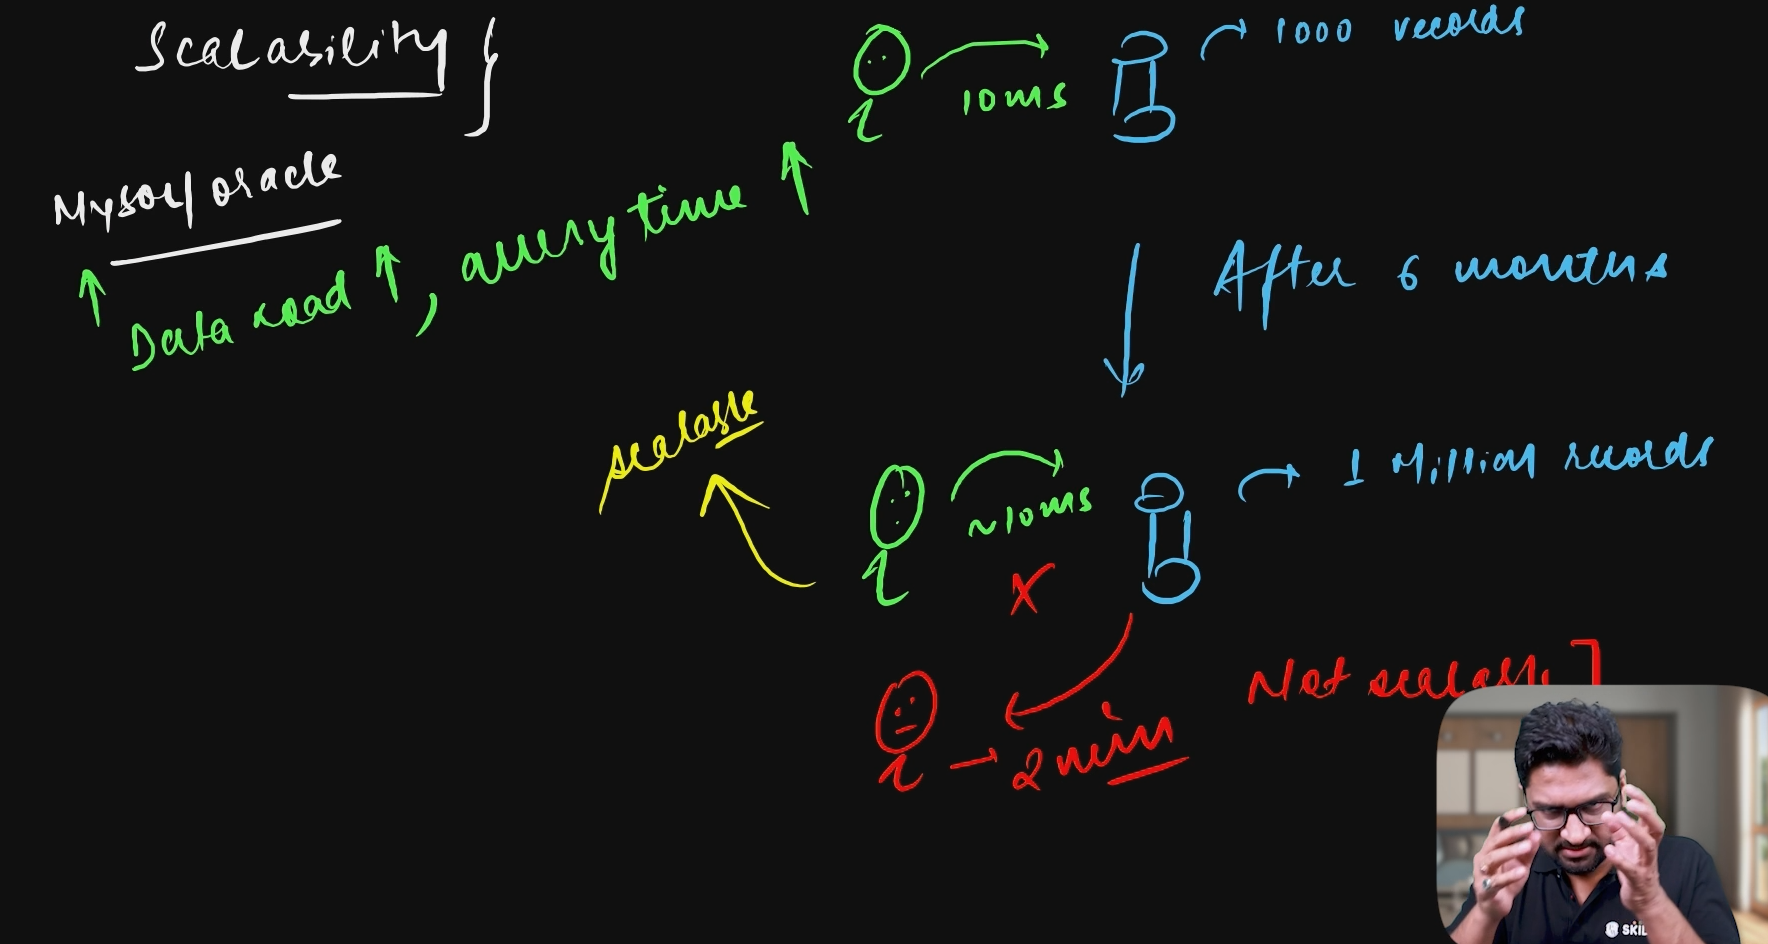 Scalability
1000 records
10ms
Mysql/oracle
Data load ↑, query time ↑
After 6 months
scalable
1 Million records
~10ms
X
Not scalable]
→ 2 min
SKIL